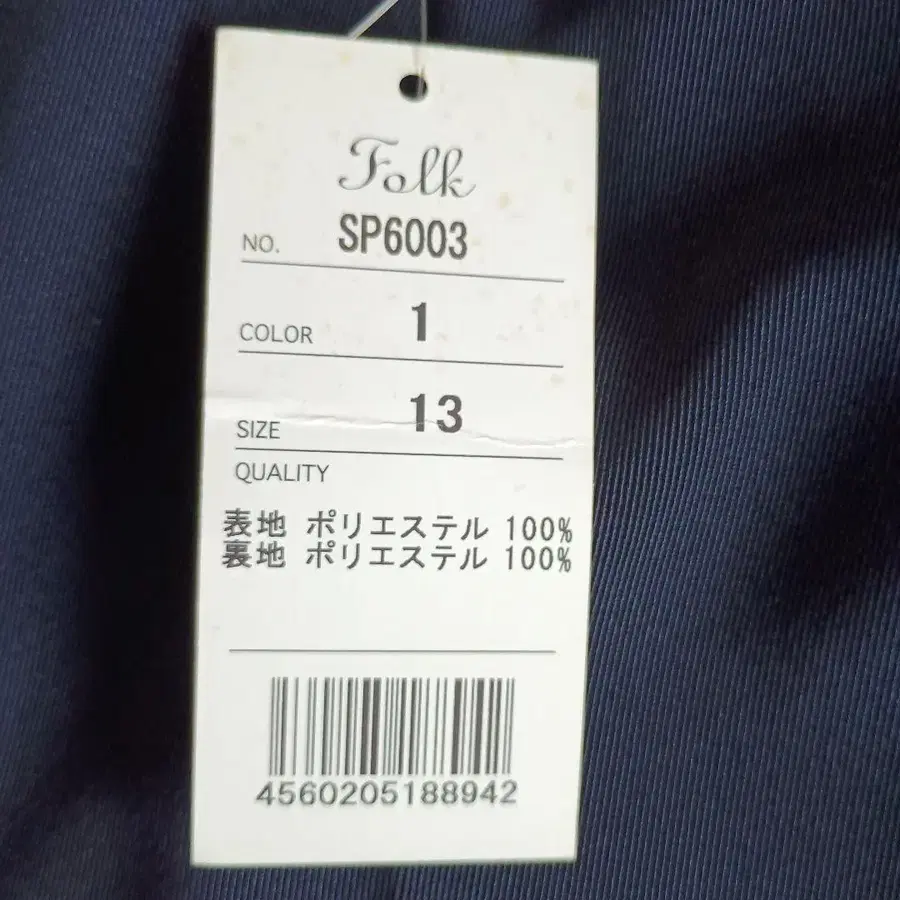 Folk
NO. SP6003
COLOR 1
SIZE 13
QUALITY
表地 ポリエステル 100%
裏地 ポリエステル 100%
4560205188942